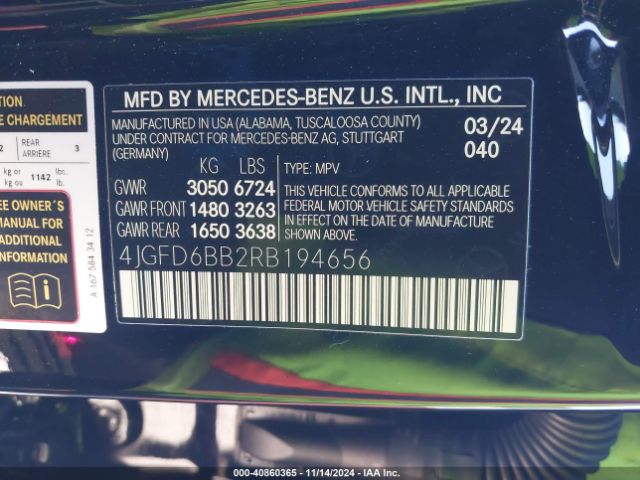 TION
E CHARGEMENT
2 REAR ARRIÈRE 3
kg or ou 1142 lbs. lb.
EE OWNER´S
MANUAL FOR
ADDITIONAL
A 167 584 34 12
MFD BY MERCEDES-BENZ U.S. INTL., INC
MANUFACTURED IN USA (ALABAMA, TUSCALOOSA COUNTY)
UNDER CONTRACT FOR MERCEDES-BENZ AG, STUTTGART
(GERMANY)
03/24
040
KG LBS
GVWR 3050 6724
GAWR FRONT 1480 3263
GAWR REAR 1650 3638
TYPE: MPV
THIS VEHICLE CONFORMS TO ALL APPLICABLE
FEDERAL MOTOR VEHICLE SAFETY STANDARDS
IN EFFECT ON THE DATE OF MANUFACTURE
SHOWN ABOVE.
4JGFD6BB2RB194656
000-40860365 - 11/14/2024 - IAA Inc.